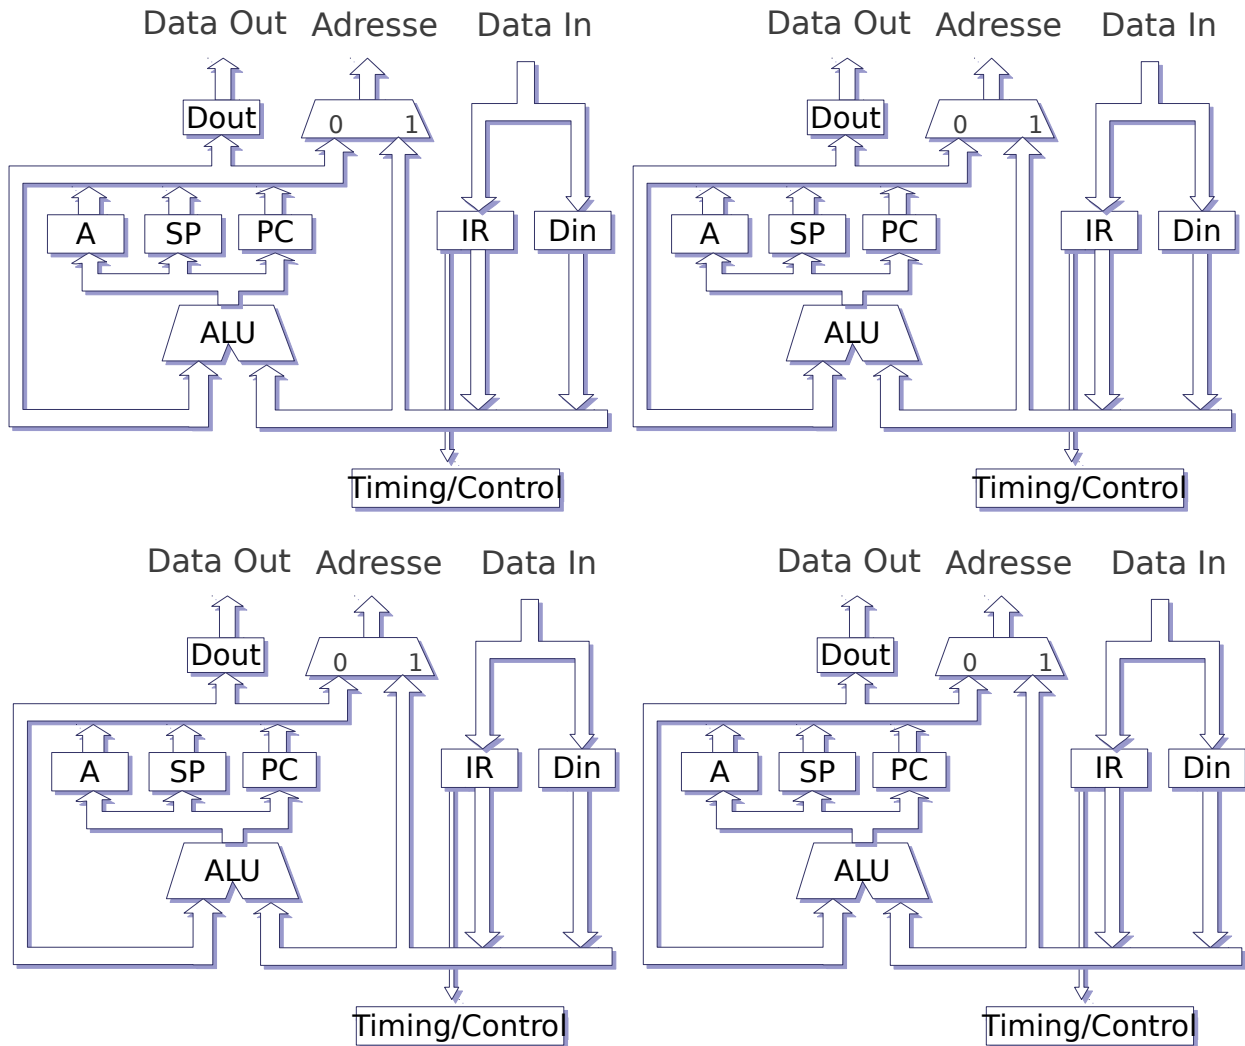 Data Out Adresse Data In
Dout 0 1
A SP PC IR Din
ALU
Timing/Control
Data Out Adresse Data In
Dout 0 1
A SP PC IR Din
ALU
Timing/Control
Data Out Adresse Data In
Dout 0 1
A SP PC IR Din
ALU
Timing/Control
Data Out Adresse Data In
Dout 0 1
A SP PC IR Din
ALU
Timing/Control